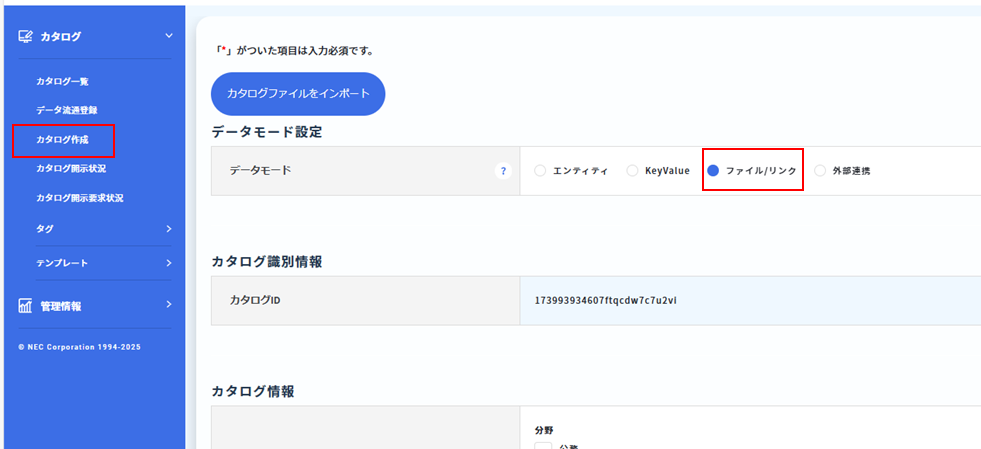 カタログ
カタログ一覧
データ流通登録
カタログ作成
カタログ開示状況
カタログ開示要求状況
タグ
テンプレート
管理情報
© NEC Corporation 1994-2025
「*」がついた項目は入力必須です。
カタログファイルをインポート
データモード設定
データモード ? エンティティ KeyValue ファイル/リンク 外部連携
カタログ識別情報
カタログID 173993934607ftqcdw7c7u2vl
カタログ情報
分野
公務